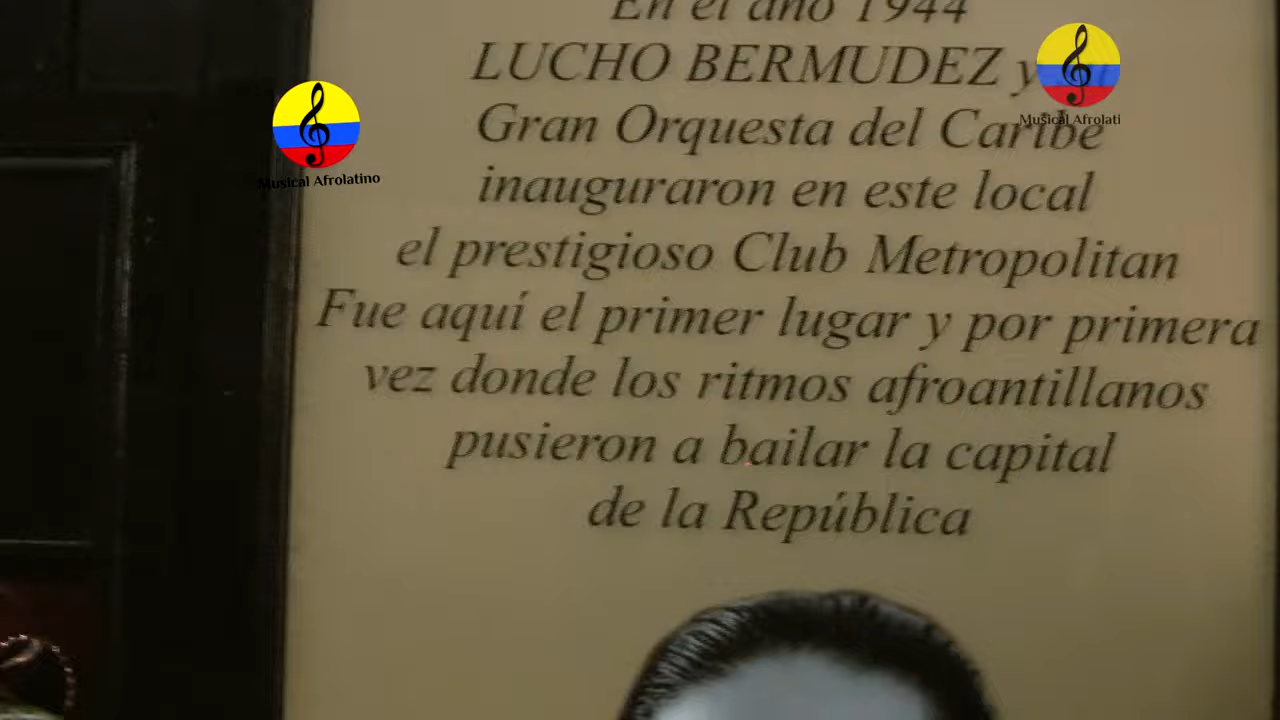 En el año 1944
LUCHO BERMUDEZ y
Gran Orquesta del Caribe
inauguraron en este local
el prestigioso Club Metropolitan
Fue aquí el primer lugar y por primera
vez donde los ritmos afroantillanos
pusieron a bailar la capital
de la República
Musical Afrolatino
Musical Afrolati